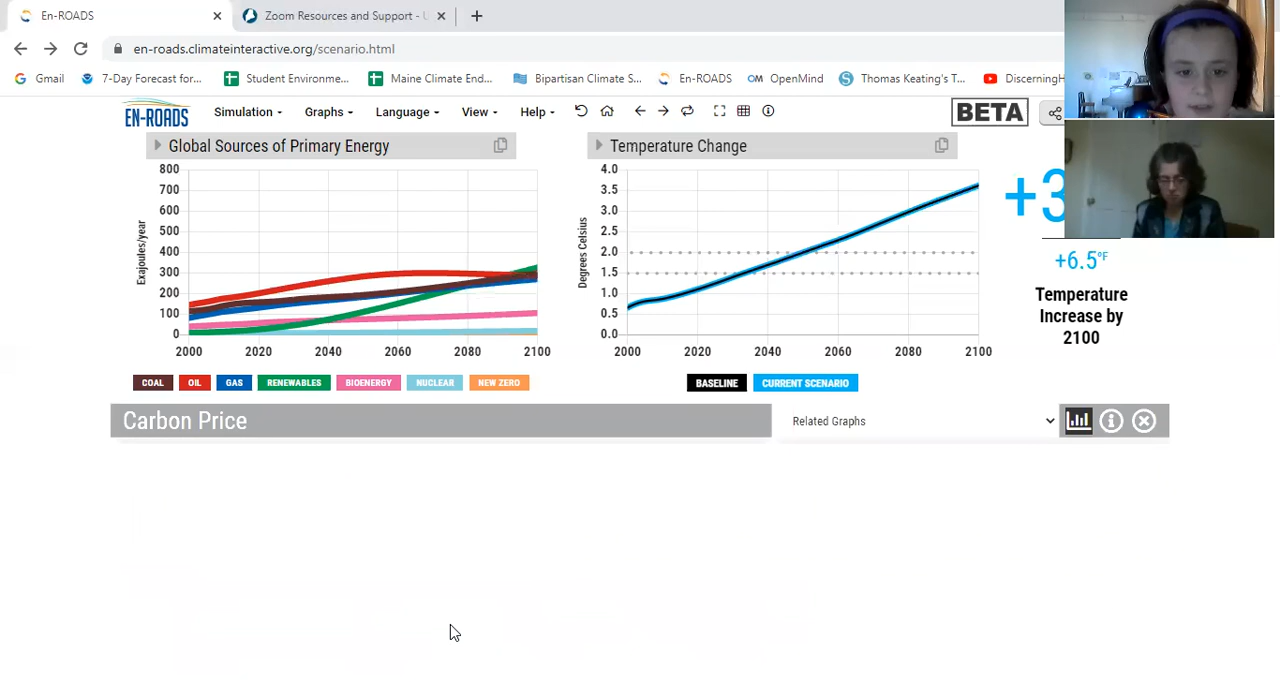 En-ROADS
Zoom Resources and Support -
en-roads.climateinteractive.org/scenario.html
Gmail
7-Day Forecast for...
Student Environme...
Maine Climate End...
Bipartisan Climate S...
En-ROADS
OM OpenMind
Thomas Keating's T...
EN-ROADS
Simulation
Graphs
Language
View
Help
BETA
Global Sources of Primary Energy
800
700
600
500
400
300
200
100
0
Exajoules/year
2000 2020 2040 2060 2080 2100
COAL OIL GAS RENEWABLES BIOENERGY NUCLEAR NEW ZERO
Temperature Change
4.0
3.5
3.0
2.5
2.0
1.5
1.0
0.5
0.0
Degrees Celsius
2000 2020 2040 2060 2080 2100
BASELINE CURRENT SCENARIO
+3
+6.5°F
Temperature
Increase by
2100
Carbon Price
Related Graphs